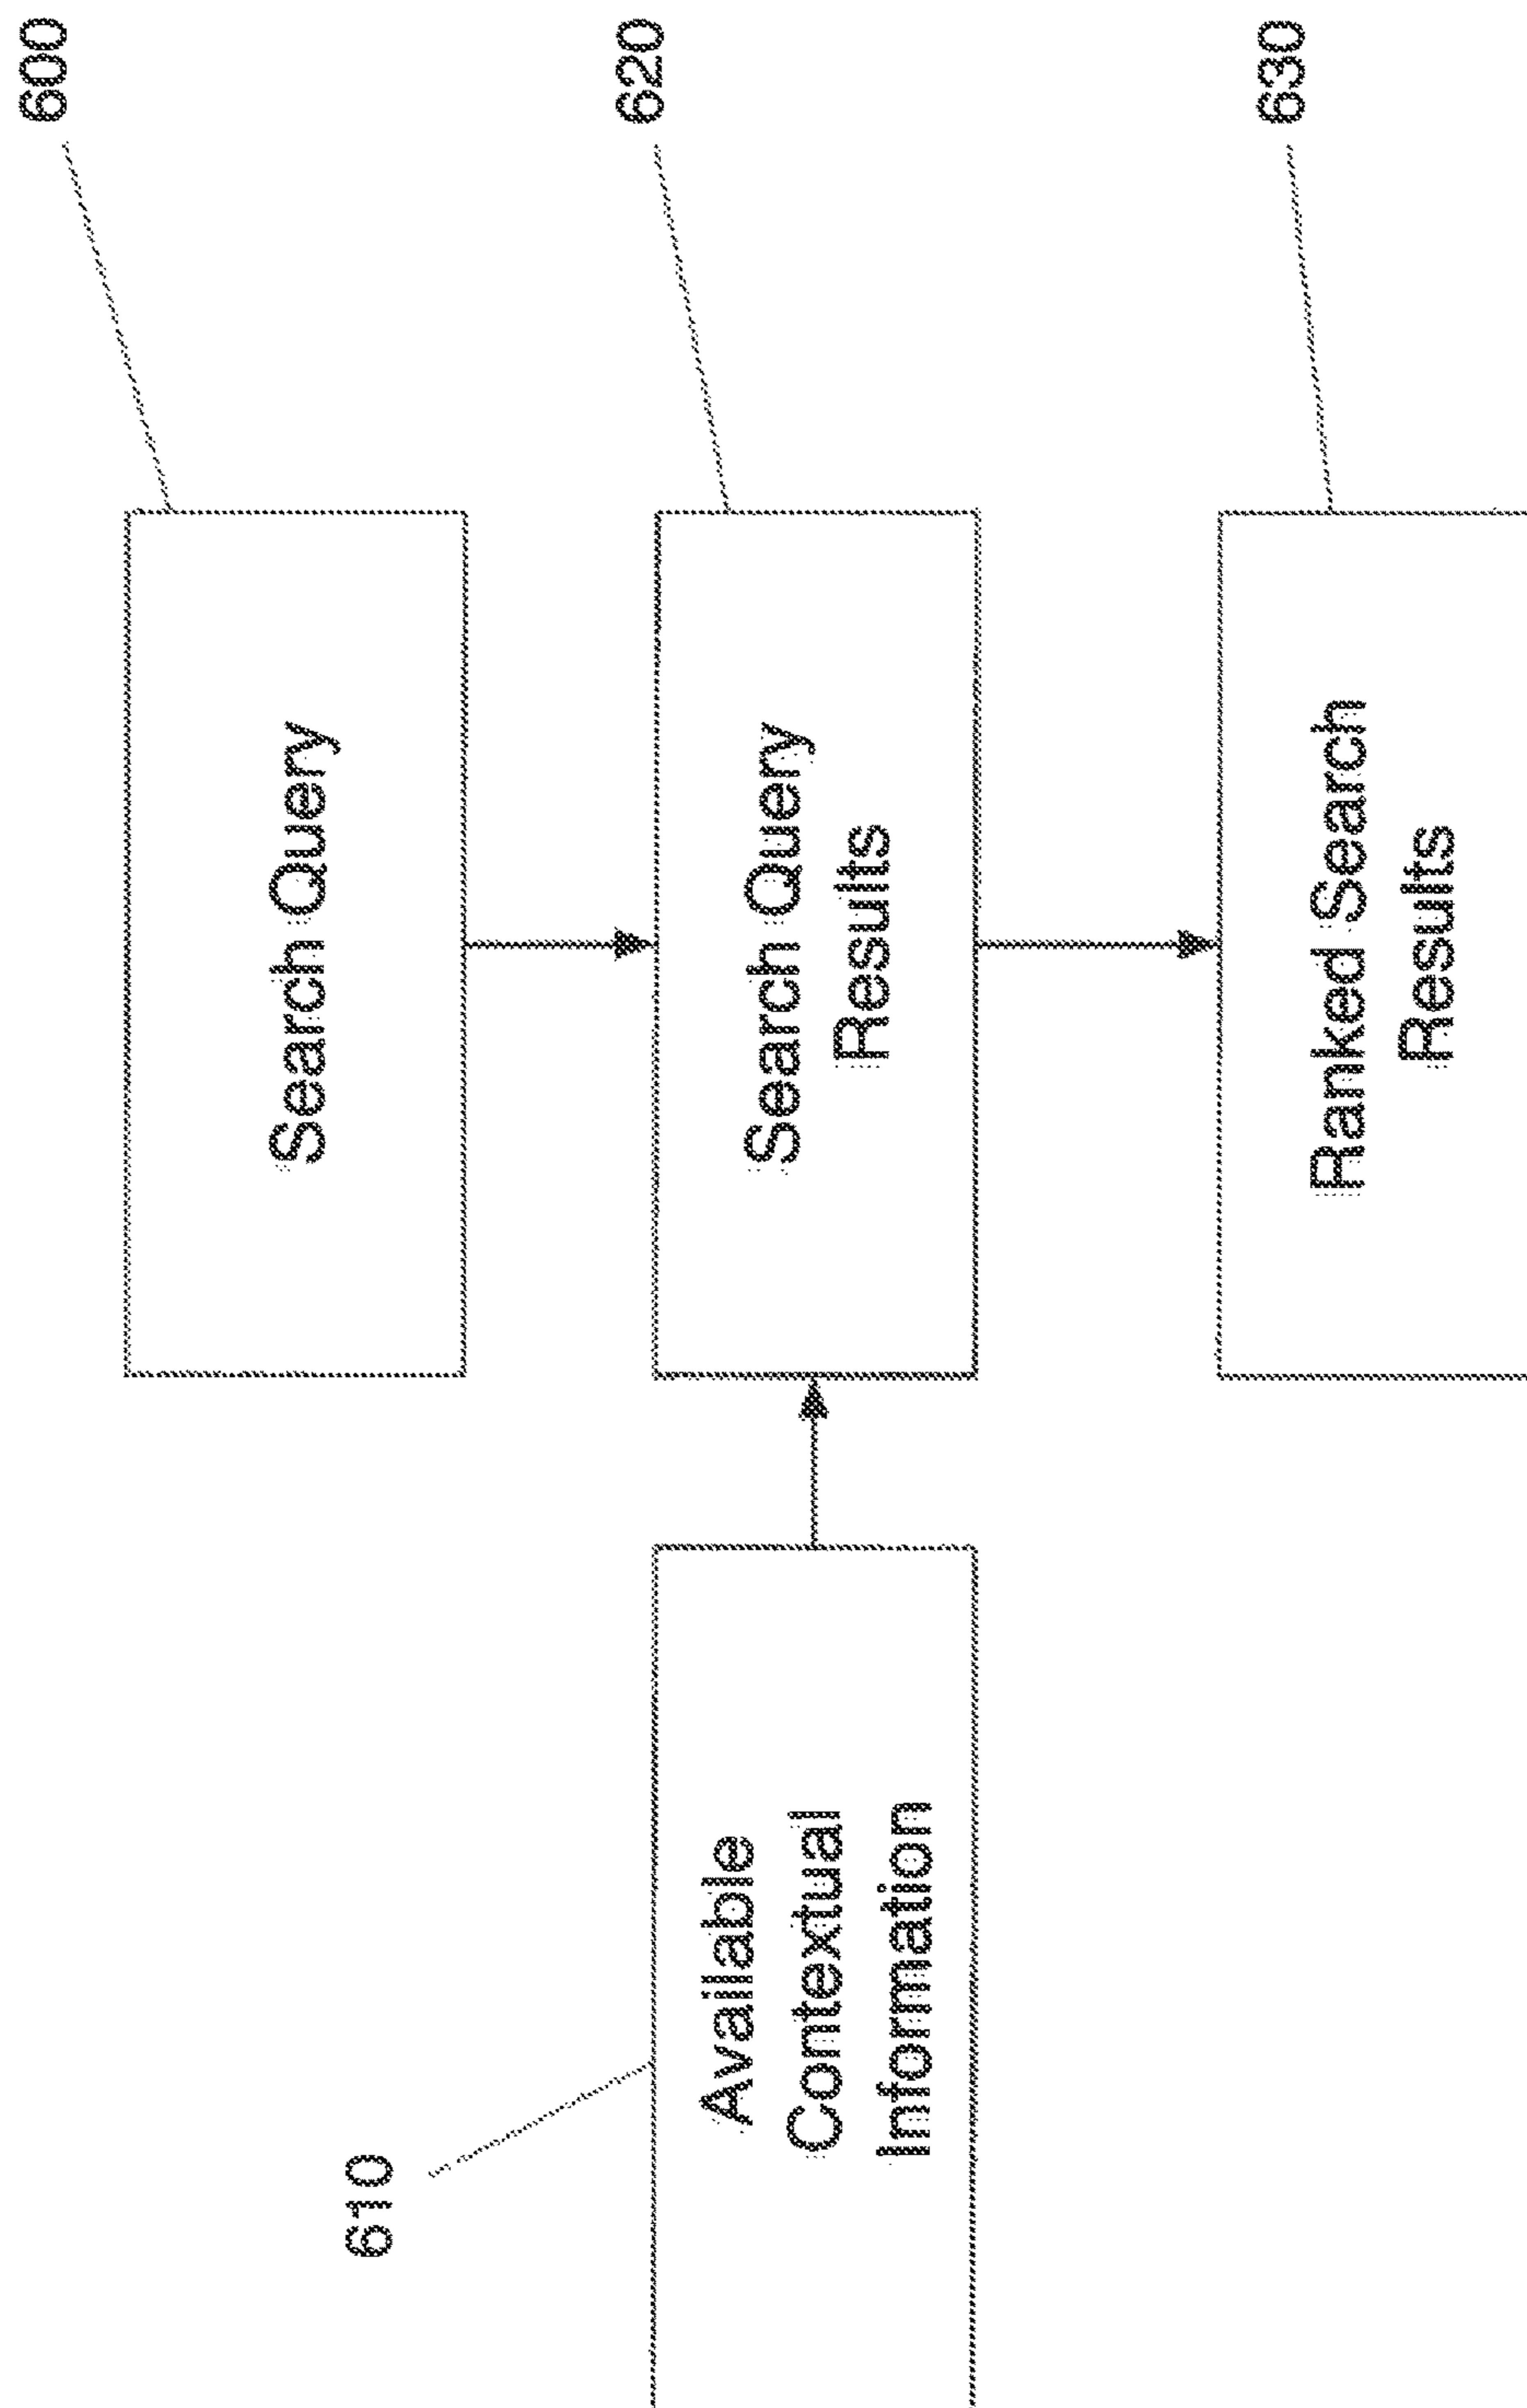 600
Search Query
620
Search Query
Results
610
Available
Contextual
Information
630
Ranked Search
Results